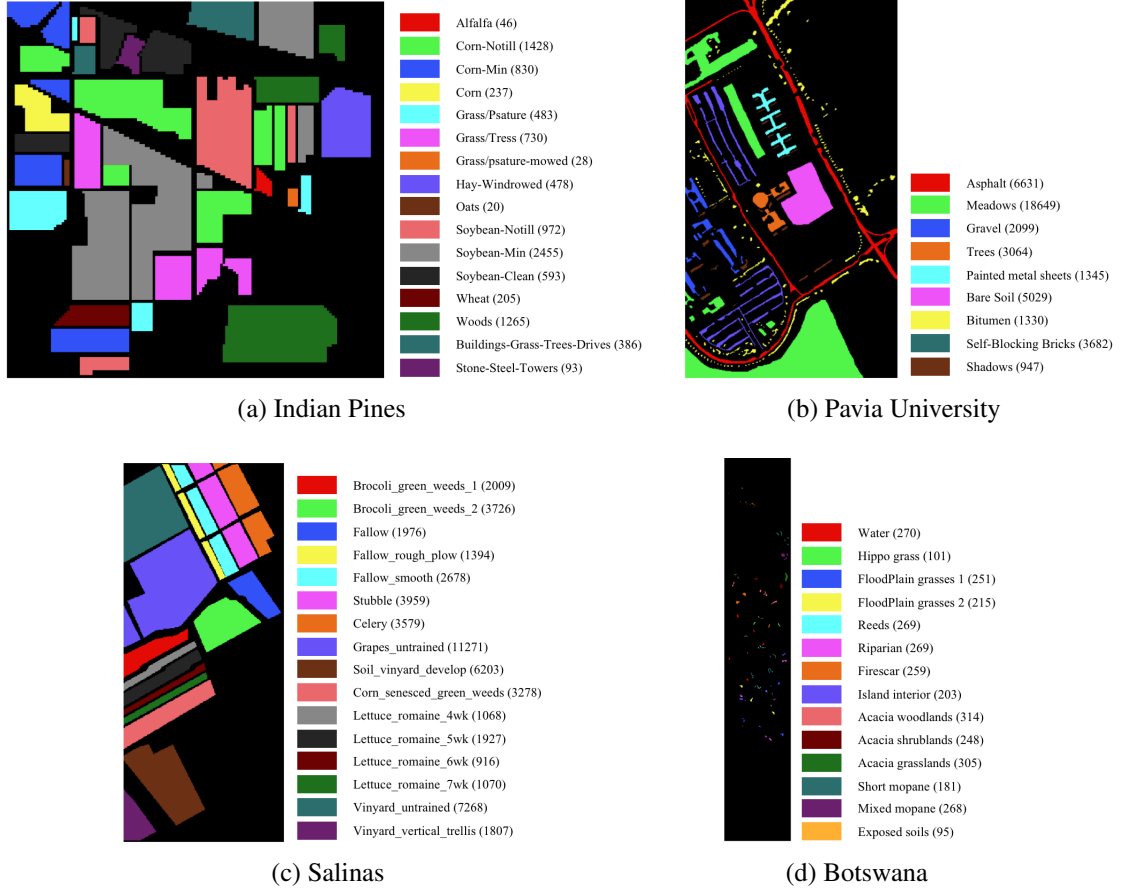 Alfalfa (46)
Corn-Notill (1428)
Corn-Min (830)
Corn (237)
Grass/Psature (483)
Grass/Tress (730)
Grass/psature-mowed (28)
Hay-Windrowed (478)
Oats (20)
Soybean-Notill (972)
Soybean-Min (2455)
Soybean-Clean (593)
Wheat (205)
Woods (1265)
Buildings-Grass-Trees-Drives (386)
Stone-Steel-Towers (93)
(a) Indian Pines
Asphalt (6631)
Meadows (18649)
Gravel (2099)
Trees (3064)
Painted metal sheets (1345)
Bare Soil (5029)
Bitumen (1330)
Self-Blocking Bricks (3682)
Shadows (947)
(b) Pavia University
Brocoli_green_weeds_1 (2009)
Brocoli_green_weeds_2 (3726)
Fallow (1976)
Fallow_rough_plow (1394)
Fallow_smooth (2678)
Stubble (3959)
Celery (3579)
Grapes_untrained (11271)
Soil_vinyard_develop (6203)
Corn_senesced_green_weeds (3278)
Lettuce_romaine_4wk (1068)
Lettuce_romaine_5wk (1927)
Lettuce_romaine_6wk (916)
Lettuce_romaine_7wk (1070)
Vinyard_untrained (7268)
Vinyard_vertical_trellis (1807)
(c) Salinas
Water (270)
Hippo grass (101)
FloodPlain grasses 1 (251)
FloodPlain grasses 2 (215)
Reeds (269)
Riparian (269)
Firescar (259)
Island interior (203)
Acacia woodlands (314)
Acacia shrublands (248)
Acacia grasslands (305)
Short mopane (181)
Mixed mopane (268)
Exposed soils (95)
(d) Botswana